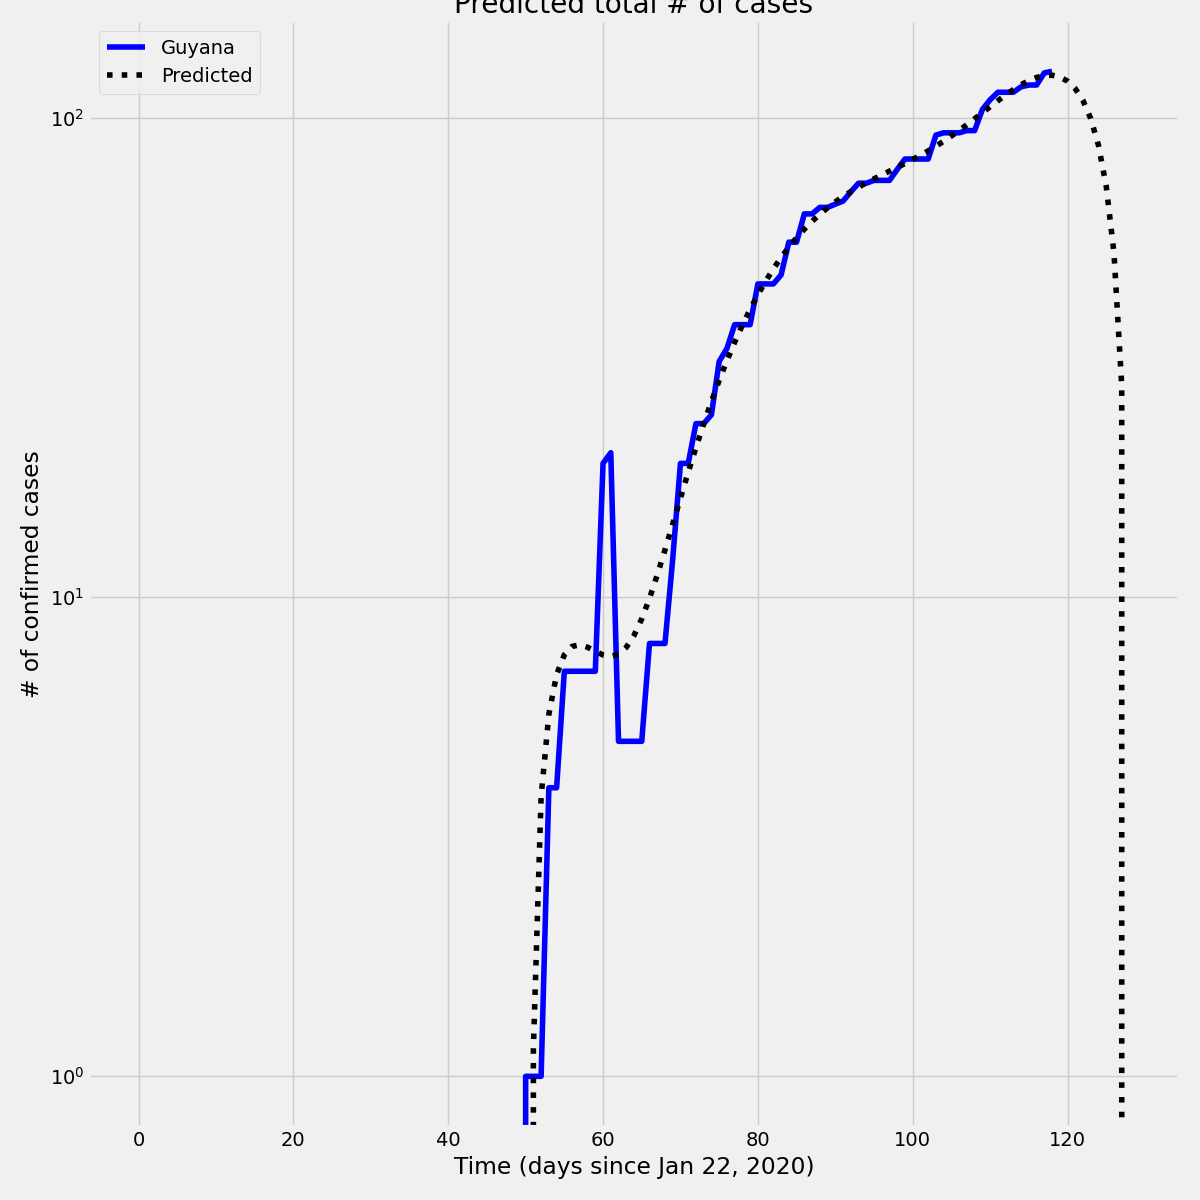 Predicted total # of cases
Guyana
Predicted
10²
10¹
10⁰
# of confirmed cases
0 20 40 60 80 100 120
Time (days since Jan 22, 2020)